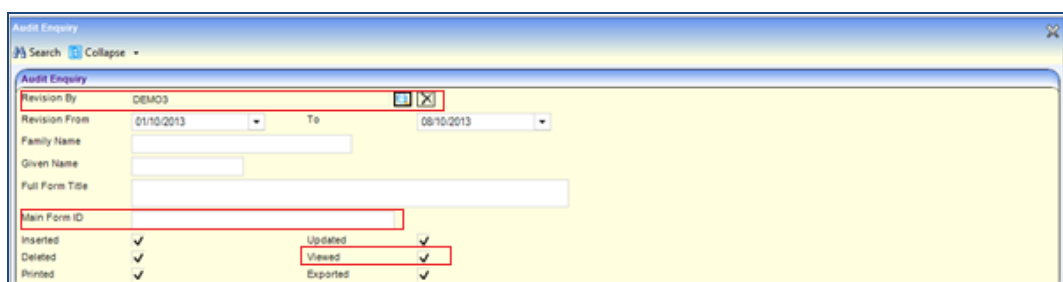 Audit Enquiry
Search Collapse
Audit Enquiry
Revision By DEMO3
Revision From 01/10/2013 To 08/10/2013
Family Name
Given Name
Full Form Title
Main Form ID
Inserted Updated
Deleted Viewed
Printed Exported